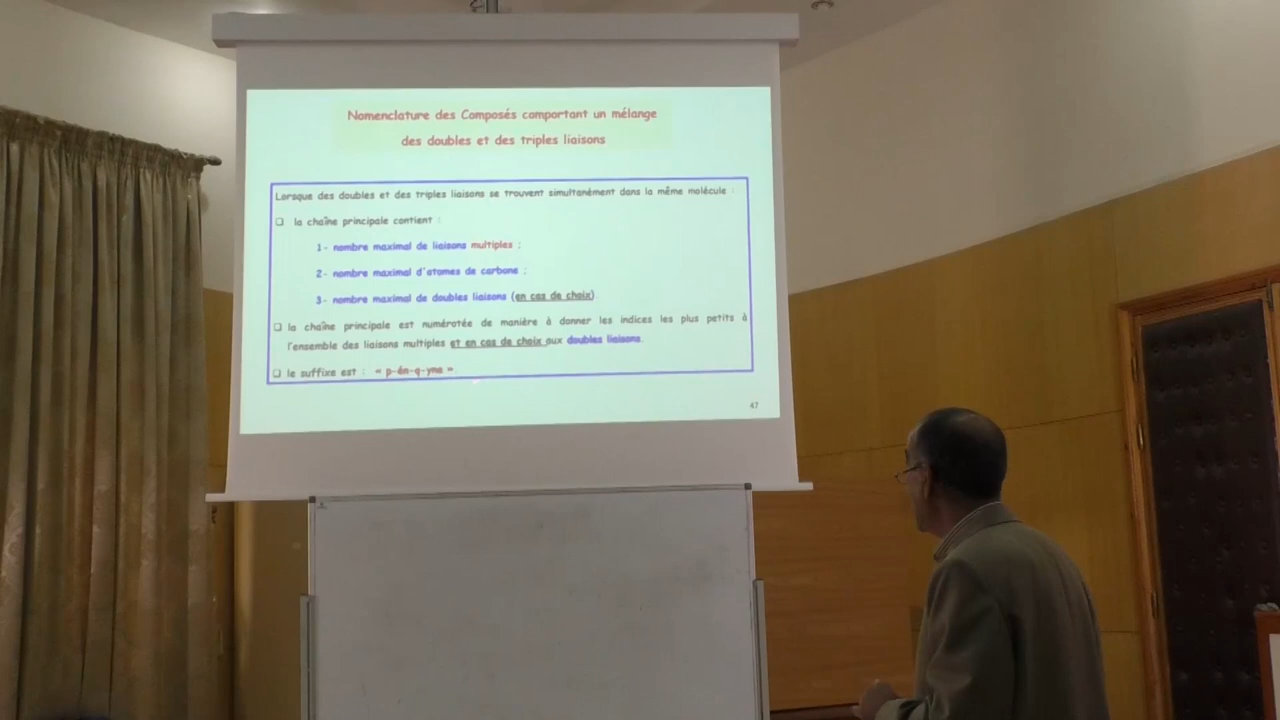 Nomenclature des Composés comportant un mélange
des doubles et des triples liaisons
Lorsque des doubles et des triples liaisons se trouvent simultanément dans la même molécule :
❑ la chaîne principale contient :
1- nombre maximal de liaisons multiples ;
2- nombre maximal d'atomes de carbone ;
3- nombre maximal de doubles liaisons (en cas de choix)
❑ la chaîne principale est numérotée de manière à donner les indices les plus petits à
l'ensemble des liaisons multiples et en cas de choix aux doubles liaisons.
❑ le suffixe est : « p-én-q-yne »
47